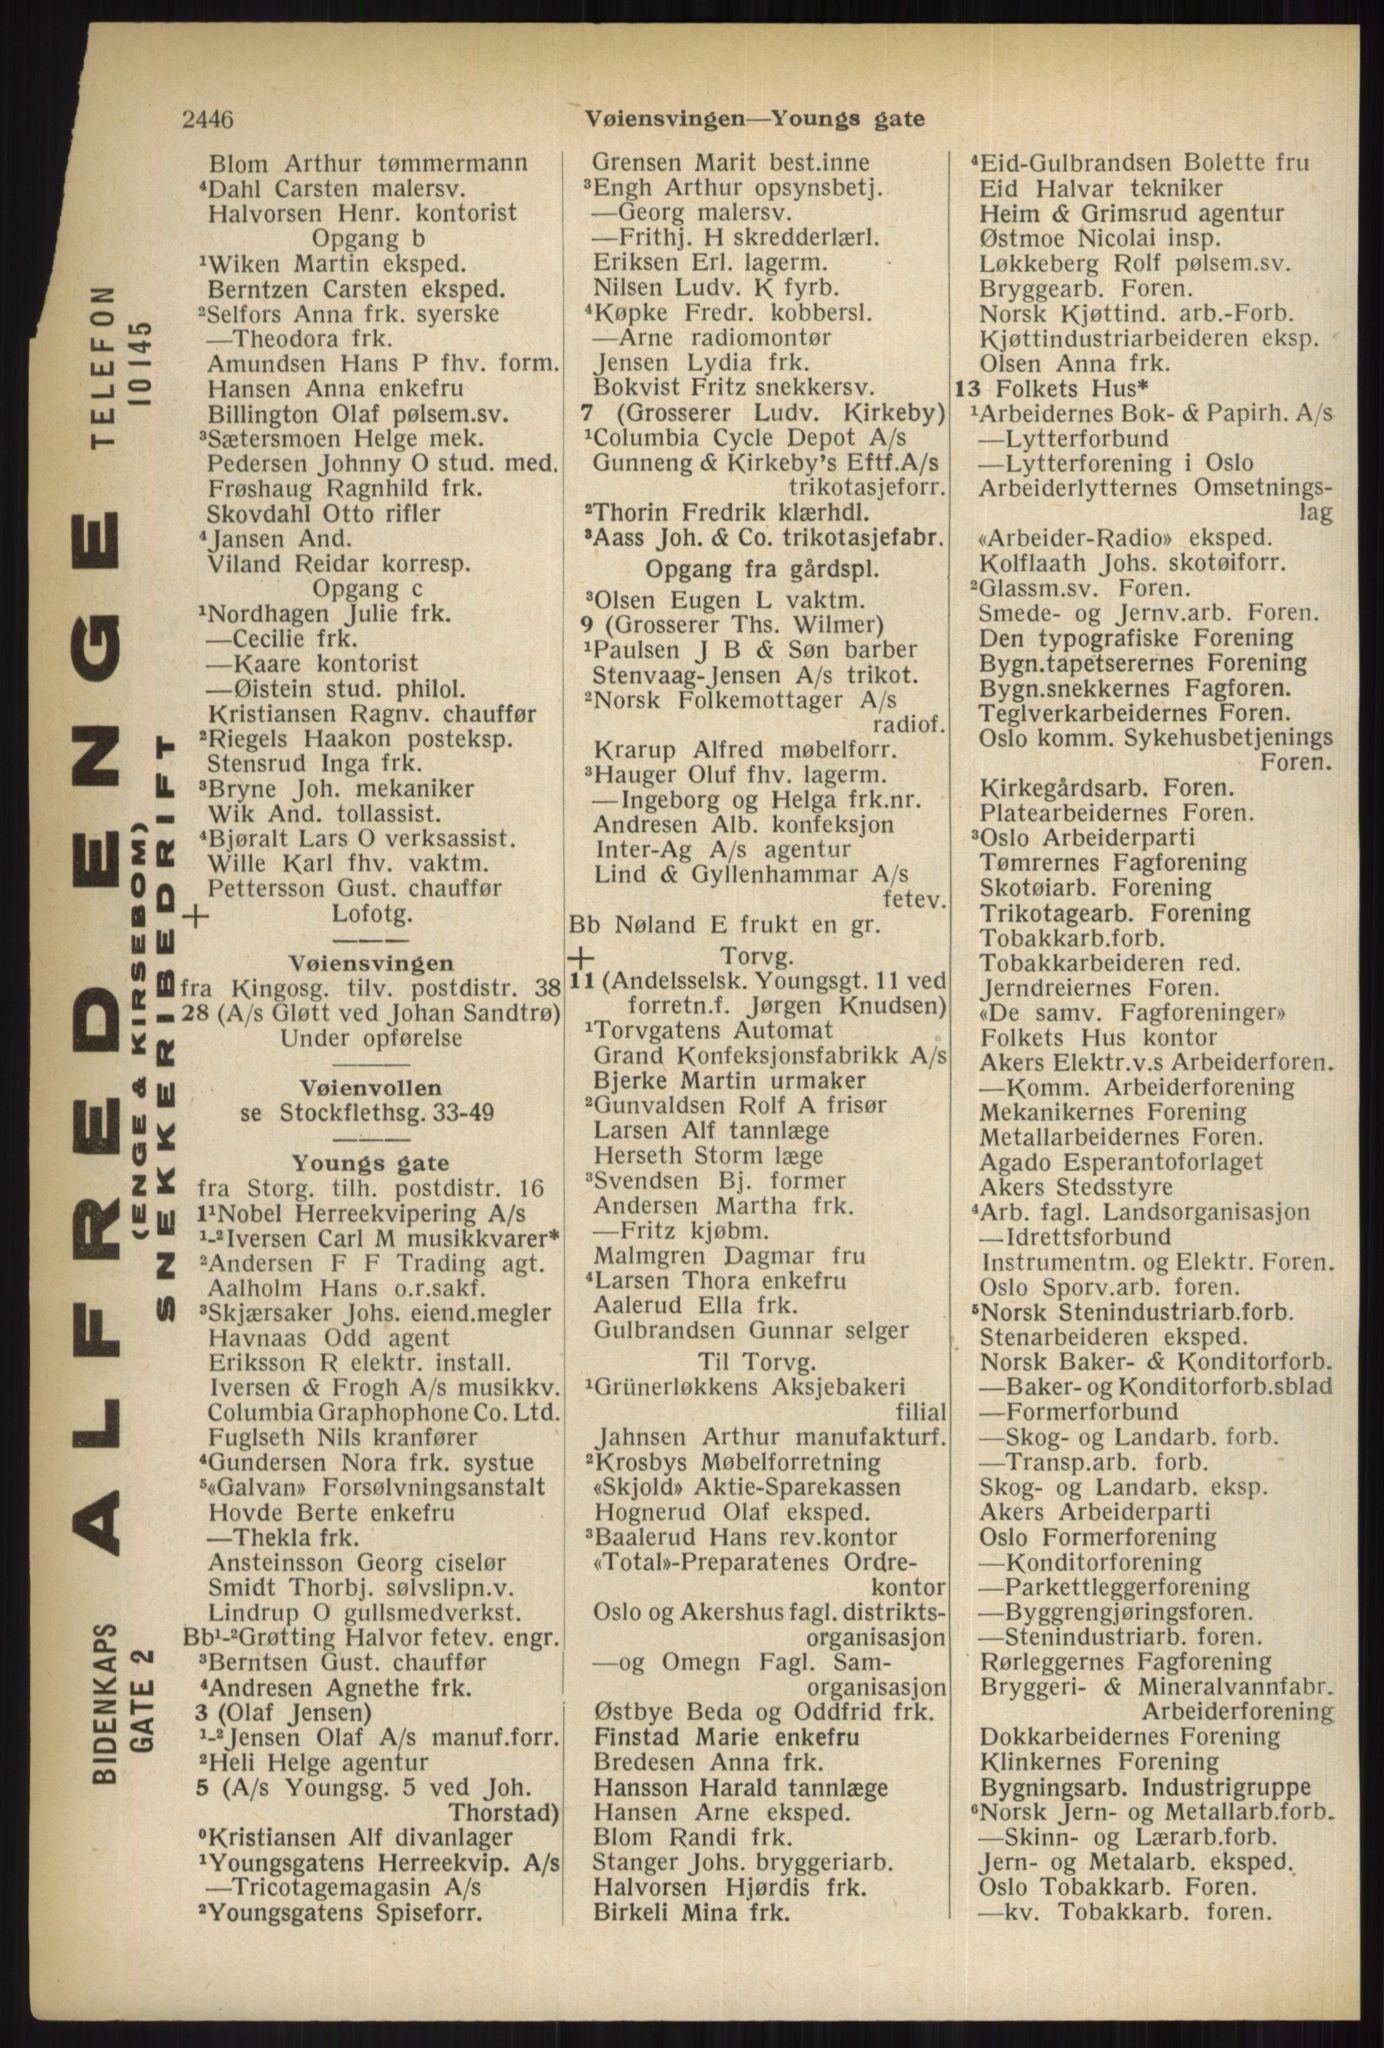 2446
Vøiensvingen—Youngs gate
Blom Arthur tømmermann
⁴Dahl Carsten malersv.
Halvorsen Henr. kontorist
Opgang b
¹Wiken Martin eksped.
Berntzen Carsten eksped.
²Selfors Anna frk. syerske
—Theodora frk.
Amundsen Hans P fhv. form.
Hansen Anna enkefru
Billington Olaf pølsem.sv.
³Sætersmoen Helge mek.
Pedersen Johnny O stud. med.
Frøshaug Ragnhild frk.
Skovdahl Otto rifler
⁴Jansen And.
Viland Reidar korresp.
Opgang c
¹Nordhagen Julie frk.
—Cecilie frk.
—Kaare kontorist
—Øistein stud. philol.
Kristiansen Ragnv. chauffør
²Riegels Haakon posteksp.
Stensrud Inga frk.
³Bryne Joh. mekaniker
Wik And. tollassist.
⁴Bjøralt Lars O verksassist.
Wille Karl fhv. vaktm.
Pettersson Gust. chauffør
+ Lofotg.
Vøiensvingen
fra Kingosg. tilv. postdistr. 38
28 (A/s Gløtt ved Johan Sandtrø)
Under opførelse
Vøienvollen
se Stockflethsg. 33-49
Youngs gate
fra Storg. tilh. postdistr. 16
1¹Nobel Herreekvipering A/s
¹-²Iversen Carl M musikkvarer*
²Andersen F F Trading agt.
Aalholm Hans o.r.sakf.
³Skjærsaker Johs. eiend.megler
Havnaas Odd agent
Eriksson R elektr. install.
Iversen & Frogh A/s musikkv.
Columbia Graphophone Co. Ltd.
Fuglseth Nils kranfører
⁴Gundersen Nora frk. systue
⁵«Galvan» Forsølvningsanstalt
Hovde Berte enkefru
—Thekla frk.
Ansteinsson Georg ciselør
Smidt Thorbj. sølvslipn.v.
Lindrup O gullsmedverkst.
Bb¹-²Grøtting Halvor fetev. engr.
³Berntsen Gust. chauffør
⁴Andresen Agnethe frk.
3 (Olaf Jensen)
¹-²Jensen Olaf A/s manuf.forr.
²Heli Helge agentur
5 (A/s Youngsg. 5 ved Joh.
Thorstad)
⁰Kristiansen Alf divanlager
¹Youngsgatens Herreekvip. A/s
—Tricotagemagasin A/s
²Youngsgatens Spiseforr.
Grensen Marit best.inne
³Engh Arthur opsynsbetj.
—Georg malersv.
—Frithj. H skredderlærl.
Eriksen Erl. lagerm.
Nilsen Ludv. K fyrb.
⁴Køpke Fredr. kobbersl.
—Arne radiomontør
Jensen Lydia frk.
Bokvist Fritz snekkersv.
7 (Grosserer Ludv. Kirkeby)
¹Columbia Cycle Depot A/s
Gunneng & Kirkeby's Eftf.A/s
trikotasjeforr.
²Thorin Fredrik klærhdl.
³Aass Joh. & Co. trikotasjefabr.
Opgang fra gårdspl.
³Olsen Eugen L vaktm.
9 (Grosserer Ths. Wilmer)
¹Paulsen J B & Søn barber
Stenvaag-Jensen A/s trikot.
²Norsk Folkemottager A/s
radiof.
Krarup Alfred møbelforr.
³Hauger Oluf fhv. lagerm.
—Ingeborg og Helga frk.nr.
Andresen Alb. konfeksjon
Inter-Ag A/s agentur
Lind & Gyllenhammar A/s
fetev.
Bb Nøland E frukt en gr.
+ Torvg.
11 (Andelsselsk. Youngsgt. 11 ved
forretn.f. Jørgen Knudsen)
¹Torvgatens Automat
Grand Konfeksjonsfabrikk A/s
Bjerke Martin urmaker
²Gunvaldsen Rolf A frisør
Larsen Alf tannlæge
Herseth Storm læge
³Svendsen Bj. former
Andersen Martha frk.
—Fritz kjøbm.
Malmgren Dagmar fru
⁴Larsen Thora enkefru
Aalerud Ella frk.
Gulbrandsen Gunnar selger
Til Torvg.
¹Grünerløkkens Aksjebakeri
filial
Jahnsen Arthur manufakturf.
²Krosbys Møbelforretning
«Skjold» Aktie-Sparekassen
Hognerud Olaf eksped.
³Baalerud Hans rev.kontor
«Total»-Preparatenes Ordre-
kontor
Oslo og Akershus fagl. distrikts-
organisasjon
—og Omegn Fagl. Sam-
organisasjon
Østbye Beda og Oddfrid frk.
Finstad Marie enkefru
Bredesen Anna frk.
Hansson Harald tannlæge
Hansen Arne eksped.
Blom Randi frk.
Stanger Johs. bryggeriarb.
Halvorsen Hjørdis frk.
Birkeli Mina frk.
⁴Eid-Gulbrandsen Bolette fru
Eid Halvar tekniker
Heim & Grimsrud agentur
Østmoe Nicolai insp.
Løkkeberg Rolf pølsem.sv.
Bryggearb. Foren.
Norsk Kjøttind. arb.-Forb.
Kjøttindustriarbeideren eksp.
Olsen Anna frk.
13 Folkets Hus*
¹Arbeidernes Bok- & Papirh. A/s
—Lytterforbund
—Lytterforening i Oslo
Arbeiderlytternes Omsetnings-
lag
«Arbeider-Radio» eksped.
Kolflaath Johs. skotøiforr.
²Glassm.sv. Foren.
Smede- og Jernv.arb. Foren.
Den typografiske Forening
Bygn.tapetserernes Forening
Bygn.snekkernes Fagforen.
Teglverkarbeidernes Foren.
Oslo komm. Sykehusbetjenings
Foren.
Kirkegårdsarb. Foren.
Platearbeidernes Foren.
³Oslo Arbeiderparti
Tømrernes Fagforening
Skotøiarb. Forening
Trikotagearb. Forening
Tobakkarb.forb.
Tobakkarbeideren red.
Jerndreiernes Foren.
«De samv. Fagforeninger»
Folkets Hus kontor
Akers Elektr.v.s Arbeiderforen.
—Komm. Arbeiderforening
Mekanikernes Forening
Metallarbeidernes Foren.
Agado Esperantoforlaget
Akers Stedsstyre
⁴Arb. fagl. Landsorganisasjon
—Idrettsforbund
Instrumentm. og Elektr. Foren.
Oslo Sporv.arb. foren.
⁵Norsk Stenindustriarb.forb.
Stenarbeideren eksped.
Norsk Baker- & Konditorforb.
—Baker- og Konditorforb.sblad
—Formerforbund
—Skog- og Landarb. forb.
—Transp.arb. forb.
Skog- og Landarb. eksp.
Akers Arbeiderparti
Oslo Formerforening
—Konditorforening
—Parkettleggerforening
—Byggrengjøringsforen.
—Stenindustriarb. foren.
Rørleggernes Fagforening
Bryggeri- & Mineralvannfabr.
Arbeiderforening
Dokkarbeidernes Forening
Klinkernes Forening
Bygningsarb. Industrigruppe
⁶Norsk Jern- og Metallarb.forb.
—Skinn- og Lærarb.forb.
Jern- og Metalarb. eksped.
Oslo Tobakkarb. Foren.
—kv. Tobakkarb. foren.
BIDENKAPS
GATE 2
ALFRED ENGE
(ENGE & KIRSEBOM)
SNEKKERIBEDRIFT
TELEFON
10145